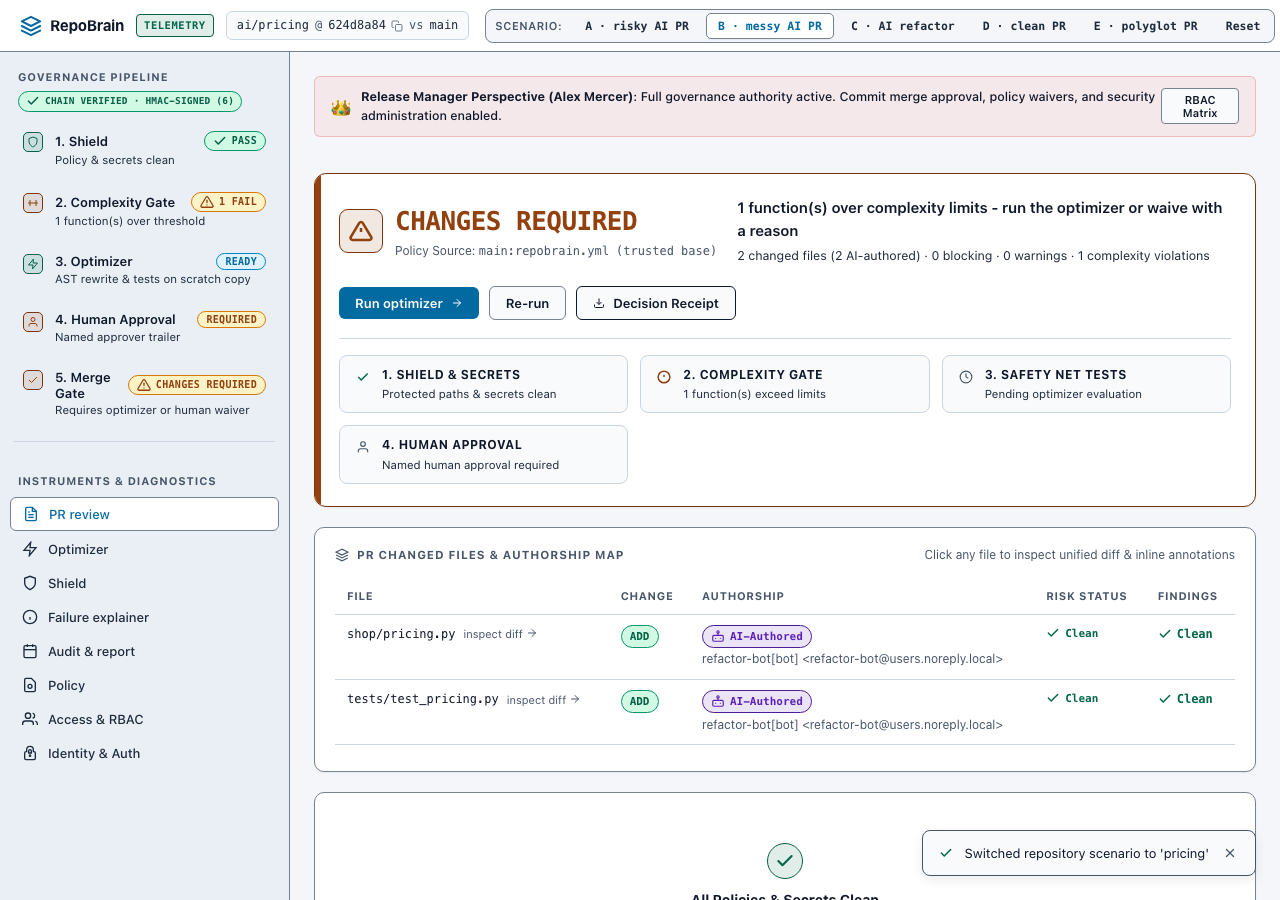 RepoBrain
TELEMETRY
ai/pricing @ 624d8a84 vs main
SCENARIO:
A · risky AI PR
B · messy AI PR
C · AI refactor
D · clean PR
E · polyglot PR
Reset
GOVERNANCE PIPELINE
CHAIN VERIFIED · HMAC-SIGNED (6)
1. Shield
PASS
Policy & secrets clean
2. Complexity Gate
1 FAIL
1 function(s) over threshold
3. Optimizer
READY
AST rewrite & tests on scratch copy
4. Human Approval
REQUIRED
Named approver trailer
5. Merge
Gate
CHANGES REQUIRED
Requires optimizer or human waiver
INSTRUMENTS & DIAGNOSTICS
PR review
Optimizer
Shield
Failure explainer
Audit & report
Policy
Access & RBAC
Identity & Auth
Release Manager Perspective (Alex Mercer): Full governance authority active. Commit merge approval, policy waivers, and security
administration enabled.
RBAC
Matrix
CHANGES REQUIRED
Policy Source: main:repobrain.yml (trusted base)
1 function(s) over complexity limits - run the optimizer or waive with
a reason
2 changed files (2 AI-authored) · 0 blocking · 0 warnings · 1 complexity violations
Run optimizer
Re-run
Decision Receipt
1. SHIELD & SECRETS
Protected paths & secrets clean
2. COMPLEXITY GATE
1 function(s) exceed limits
3. SAFETY NET TESTS
Pending optimizer evaluation
4. HUMAN APPROVAL
Named human approval required
PR CHANGED FILES & AUTHORSHIP MAP
Click any file to inspect unified diff & inline annotations
FILE CHANGE AUTHORSHIP RISK STATUS FINDINGS
shop/pricing.py inspect diff → ADD AI-Authored Clean Clean
refactor-bot[bot] <refactor-bot@users.noreply.local>
tests/test_pricing.py inspect diff → ADD AI-Authored Clean Clean
refactor-bot[bot] <refactor-bot@users.noreply.local>
All Policies & Secrets Clean
Switched repository scenario to 'pricing'